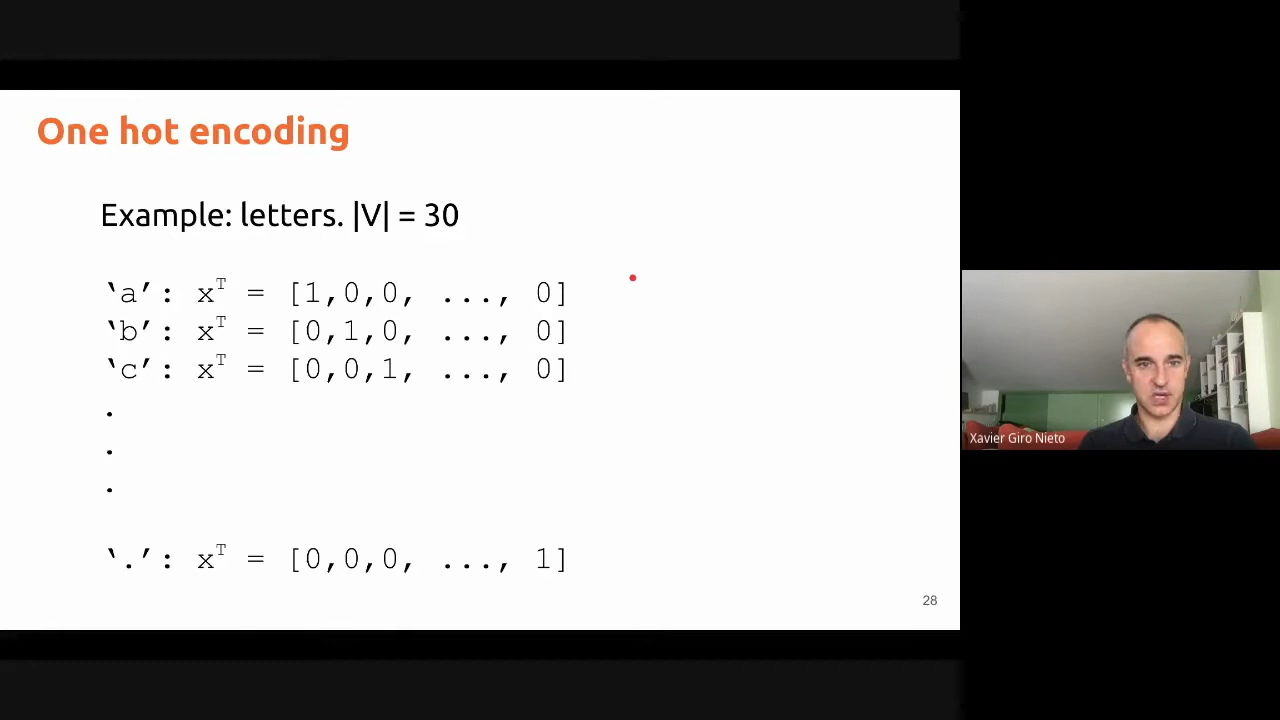 One hot encoding
Example: letters. |V| = 30
‘a’: xᵀ = [1,0,0, ..., 0]
‘b’: xᵀ = [0,1,0, ..., 0]
‘c’: xᵀ = [0,0,1, ..., 0]
.
.
.
‘.’: xᵀ = [0,0,0, ..., 1]
28
Xavier Giro Nieto